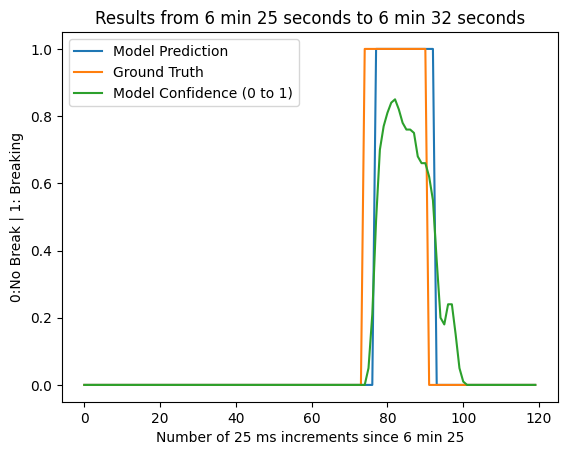 Results from 6 min 25 seconds to 6 min 32 seconds
Model Prediction
Ground Truth
Model Confidence (0 to 1)
0:No Break | 1: Breaking
1.0
0.8
0.6
0.4
0.2
0.0
0 20 40 60 80 100 120
Number of 25 ms increments since 6 min 25